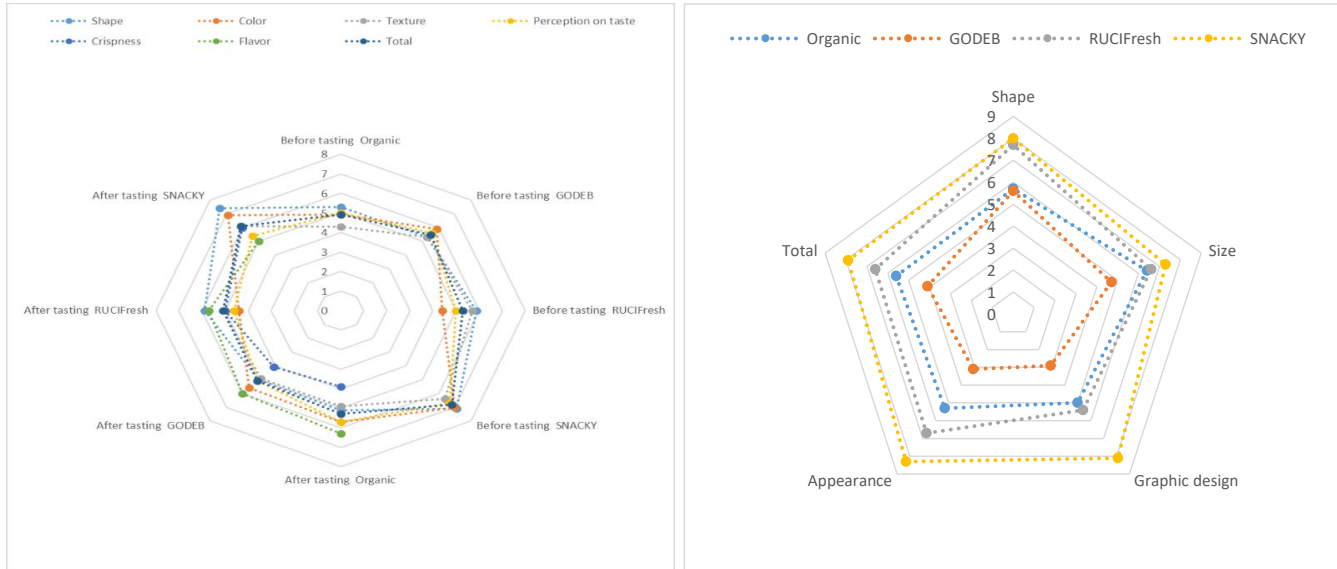 Shape Color Texture Perception on taste
Crispness Flavor Total
Before tasting Organic
8
7
6
5
4
3
2
1
0
Before tasting GODEB
Before tasting RUCIFresh
Before tasting SNACKY
After tasting Organic
After tasting GODEB
After tasting RUCIFresh
After tasting SNACKY
Organic GODEB RUCIFresh SNACKY
Shape
9
8
7
6
5
4
3
2
1
0
Size
Graphic design
Appearance
Total